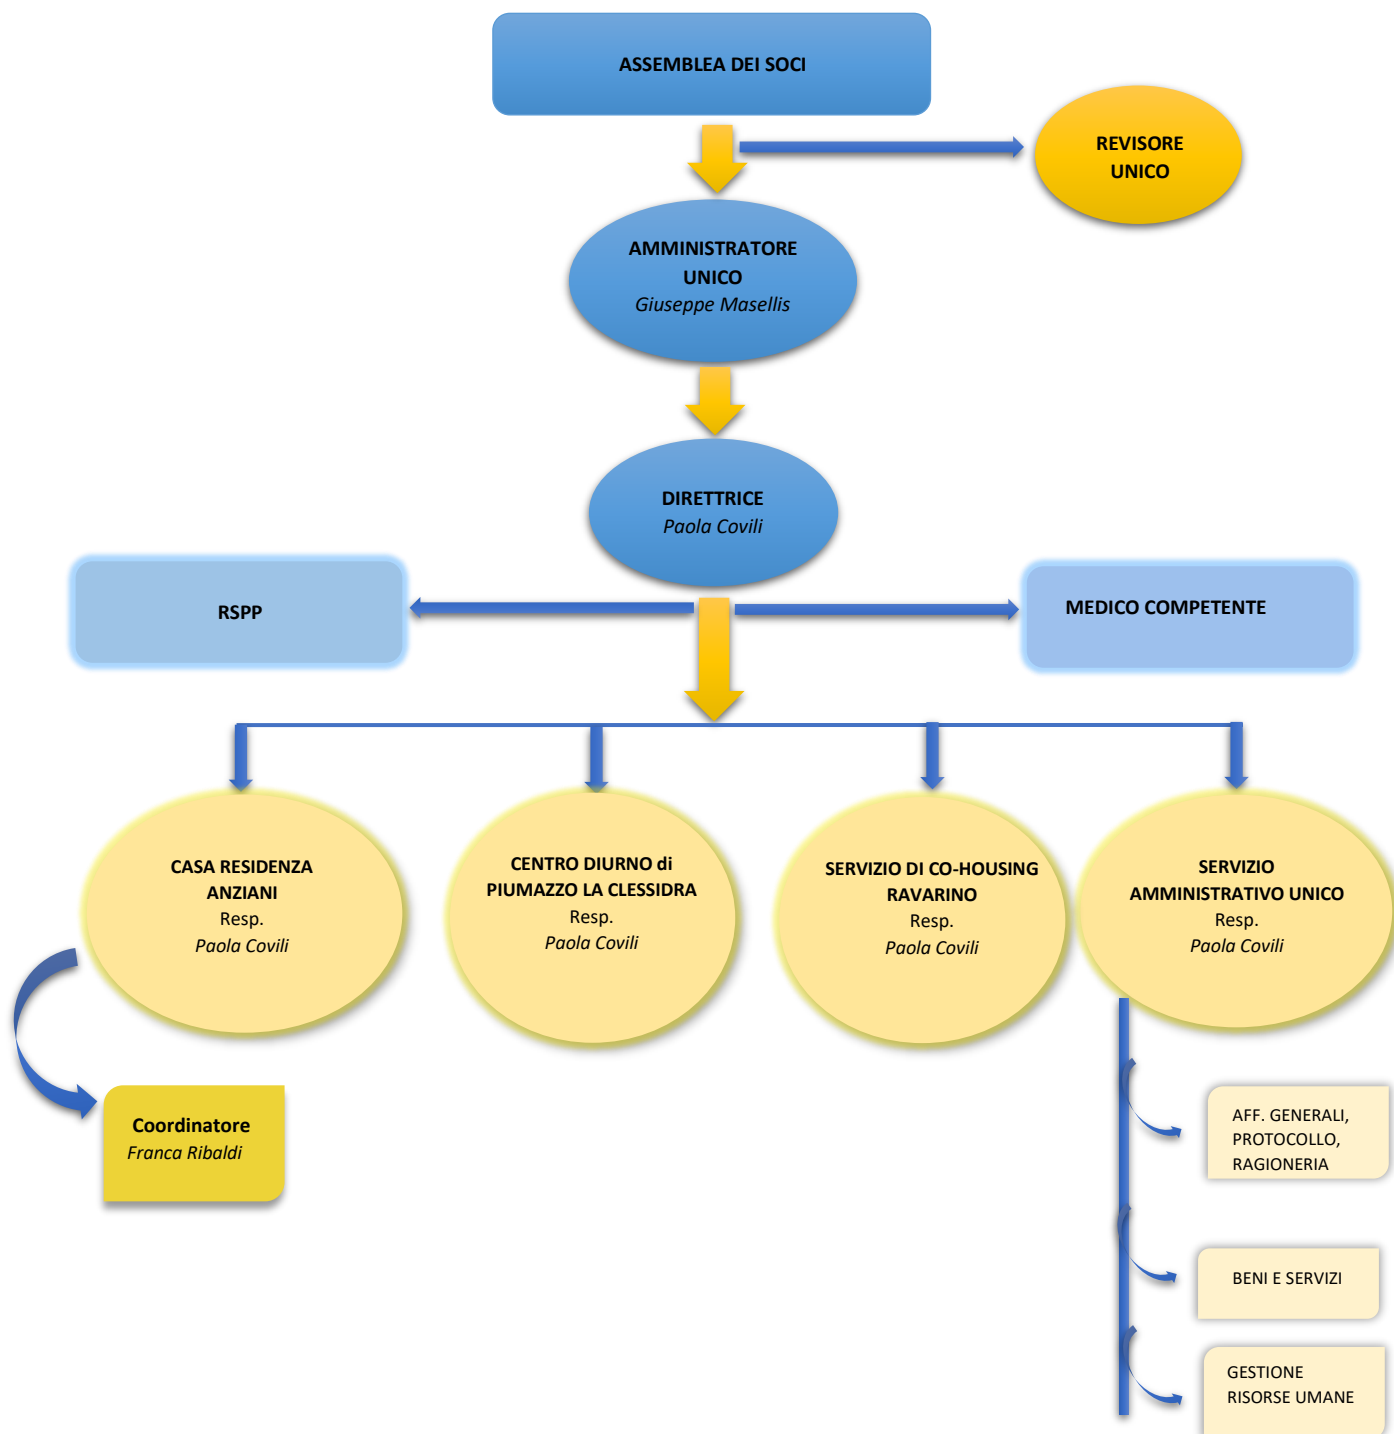 ASSEMBLEA DEI SOCI
REVISORE
UNICO
AMMINISTRATORE
UNICO
Giuseppe Masellis
DIRETTRICE
Paola Covili
RSPP
MEDICO COMPETENTE
CASA RESIDENZA
ANZIANI
Resp.
Paola Covili
CENTRO DIURNO di
PIUMAZZO LA CLESSIDRA
Resp.
Paola Covili
SERVIZIO DI CO-HOUSING
RAVARINO
Resp.
Paola Covili
SERVIZIO
AMMINISTRATIVO UNICO
Resp.
Paola Covili
Coordinatore
Franca Ribaldi
AFF. GENERALI,
PROTOCOLLO,
RAGIONERIA
BENI E SERVIZI
GESTIONE
RISORSE UMANE